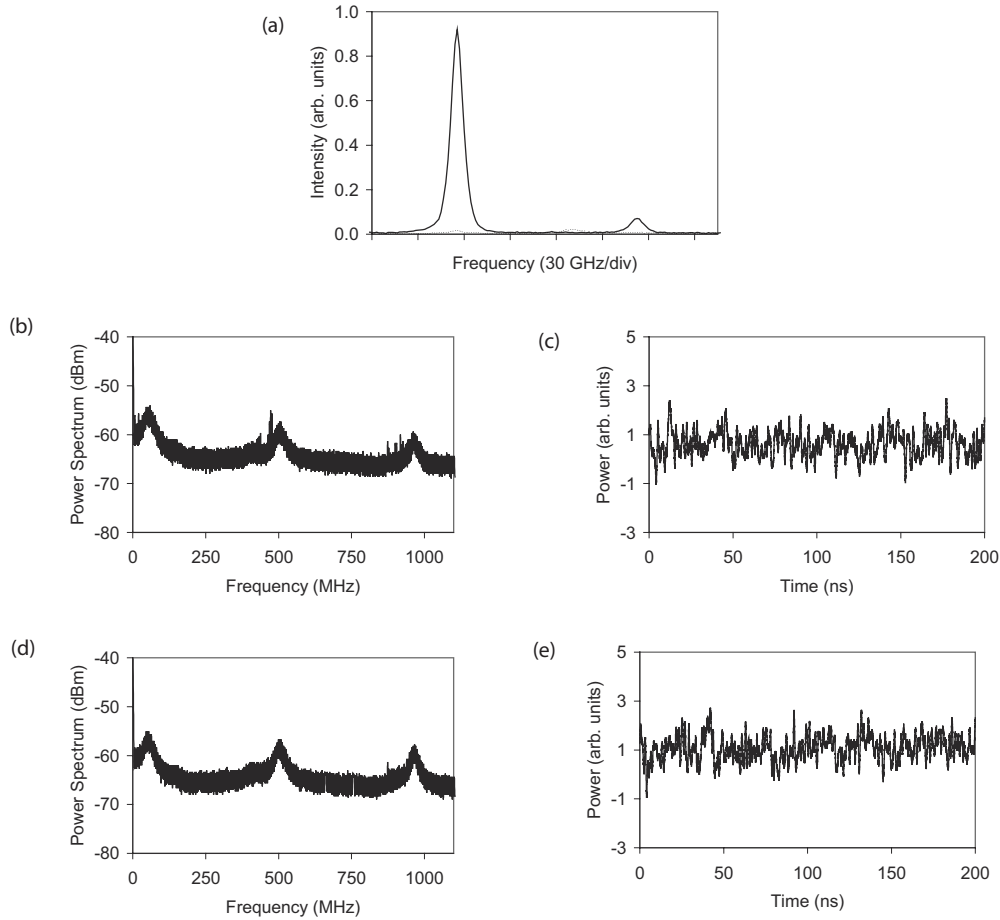 (a)
1.0
0.8
0.6
0.4
0.2
0.0
Intensity (arb. units)
Frequency (30 GHz/div)
(b)
-40
-50
-60
-70
-80
Power Spectrum (dBm)
0 250 500 750 1000
Frequency (MHz)
(c)
5
3
1
-1
-3
Power (arb. units)
0 50 100 150 200
Time (ns)
(d)
-40
-50
-60
-70
-80
Power Spectrum (dBm)
0 250 500 750 1000
Frequency (MHz)
(e)
5
3
1
-1
-3
Power (arb. units)
0 50 100 150 200
Time (ns)